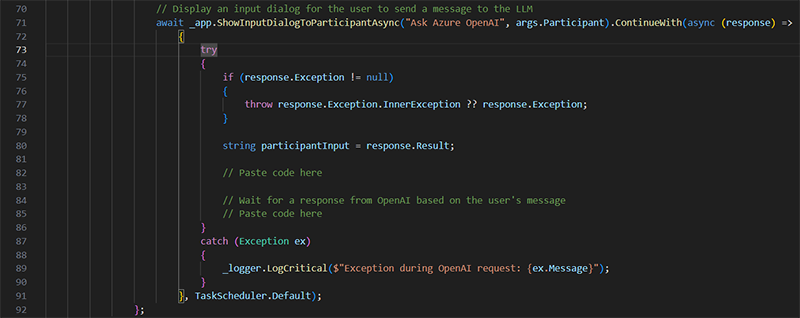 70 // Display an input dialog for the user to send a message to the LLM
71 await _app.ShowInputDialogToParticipantAsync("Ask Azure OpenAI", args.Participant).ContinueWith(async (response) =>
72 {
73 try
74 {
75 if (response.Exception != null)
76 {
77 throw response.Exception.InnerException ?? response.Exception;
78 }
79
80 string participantInput = response.Result;
81
82 // Paste code here
83
84 // Wait for a response from OpenAI based on the user's message
85 // Paste code here
86 }
87 catch (Exception ex)
88 {
89 _logger.LogCritical($"Exception during OpenAI request: {ex.Message}");
90 }
91 }, TaskScheduler.Default);
92 };